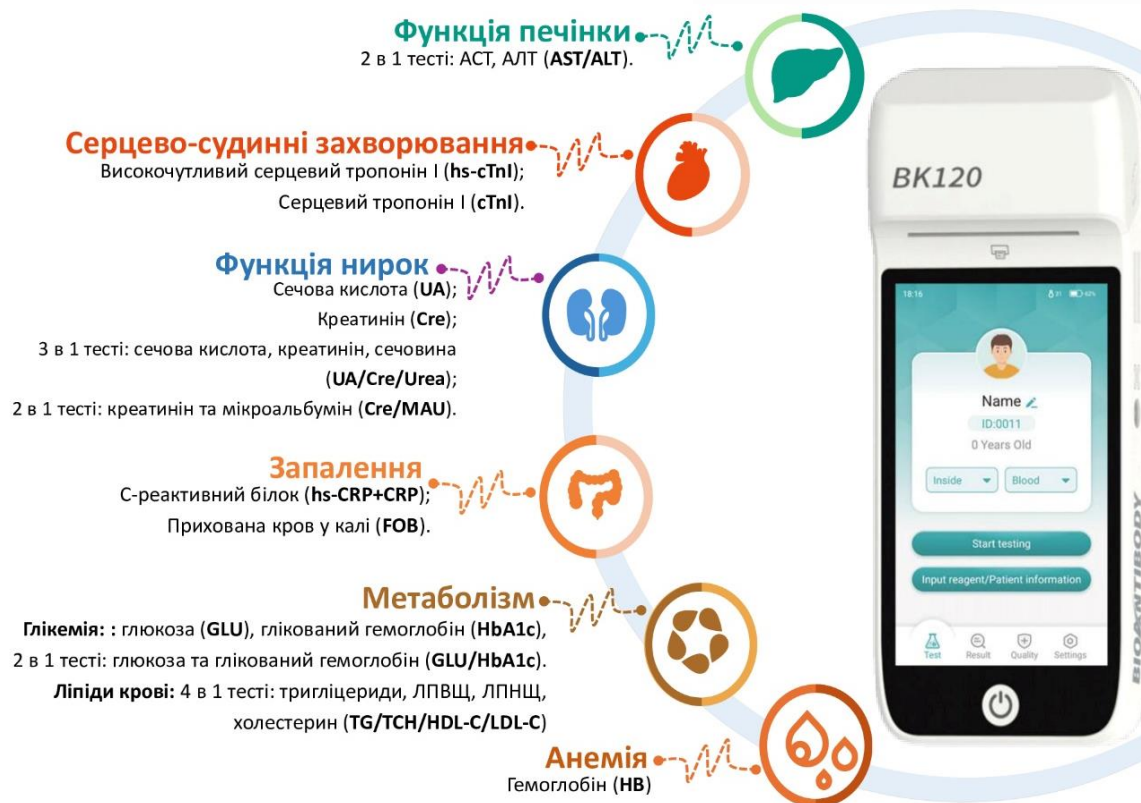 Функція печінки
2 в 1 тесті: АСТ, АЛТ (AST/ALT).
Серцево-судинні захворювання
Високочутливий серцевий тропонін І (hs-cTnI);
Серцевий тропонін І (cTnI).
Функція нирок
Сечова кислота (UA);
Креатинін (Cre);
3 в 1 тесті: сечова кислота, креатинін, сечовина
(UA/Cre/Urea);
2 в 1 тесті: креатинін та мікроальбумін (Cre/MAU).
Запалення
С-реактивний білок (hs-CRP+CRP);
Прихована кров у калі (FOB).
Метаболізм
Глікемія: : глюкоза (GLU), глікований гемоглобін (HbA1c),
2 в 1 тесті: глюкоза та глікований гемоглобін (GLU/HbA1c).
Ліпіди крові: 4 в 1 тесті: тригліцериди, ЛПВЩ, ЛПНЩ,
холестерин (TG/TCH/HDL-C/LDL-C)
Анемія
Гемоглобін (HB)
BK120
18:16
Name
ID:0011
0 Years Old
Inside
Blood
Start testing
Input reagent/Patient information
Test
Result
Quality
Settings
BIOANTIBODY